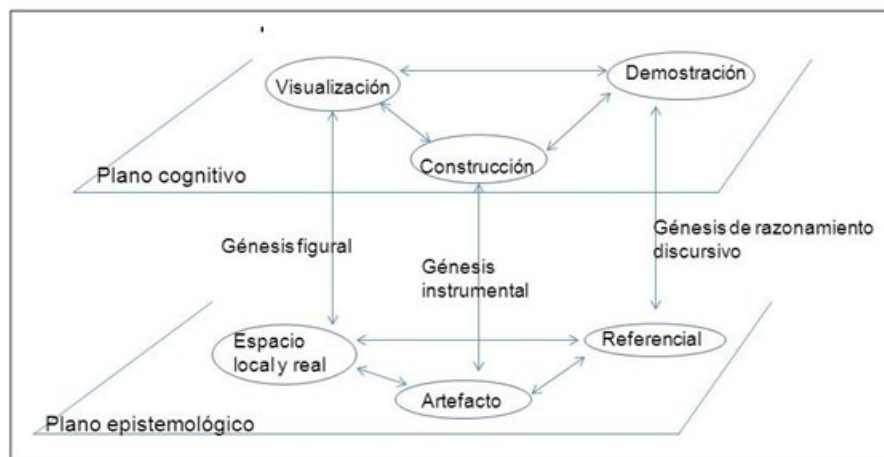 Visualización
Demostración
Construcción
Plano cognitivo
Génesis figural
Génesis
instrumental
Génesis de razonamiento
discursivo
Espacio
local y real
Referencial
Artefacto
Plano epistemológico